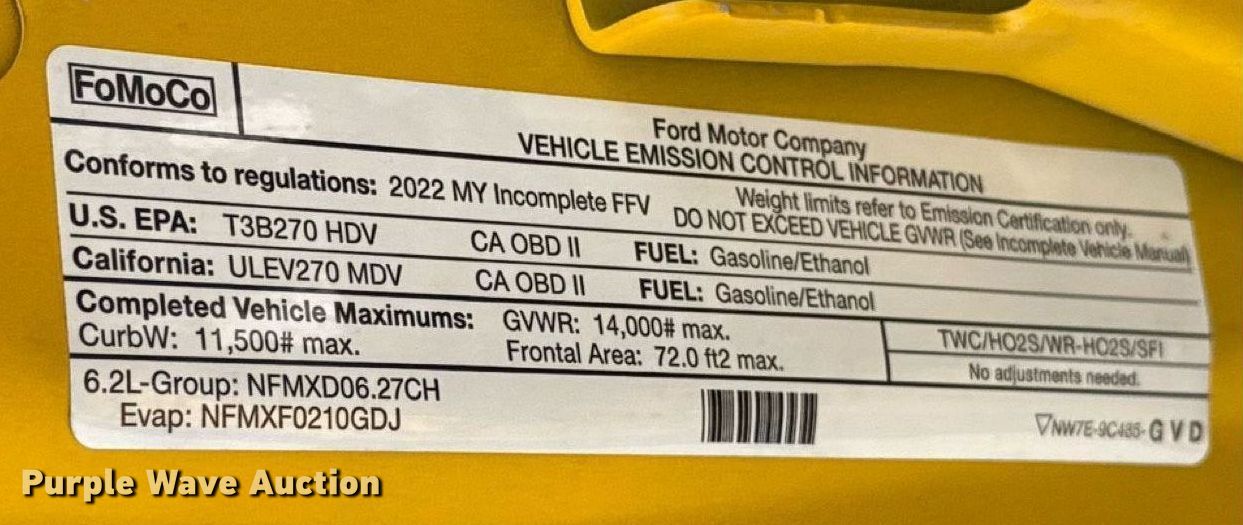 FoMoCo
Ford Motor Company
VEHICLE EMISSION CONTROL INFORMATION
Conforms to regulations: 2022 MY Incomplete FFV
Weight limits refer to Emission Certification only.
DO NOT EXCEED VEHICLE GVWR (See Incomplete Vehicle Manual)
U.S. EPA: T3B270 HDV CA OBD II FUEL: Gasoline/Ethanol
California: ULEV270 MDV CA OBD II FUEL: Gasoline/Ethanol
Completed Vehicle Maximums: GVWR: 14,000# max.
CurbW: 11,500# max. Frontal Area: 72.0 ft2 max.
TWC/HO2S/WR-HO2S/SFI
No adjustments needed.
6.2L-Group: NFMXD06.27CH
Evap: NFMXF0210GDJ
NW7E-9C485- G V D
Purple Wave Auction